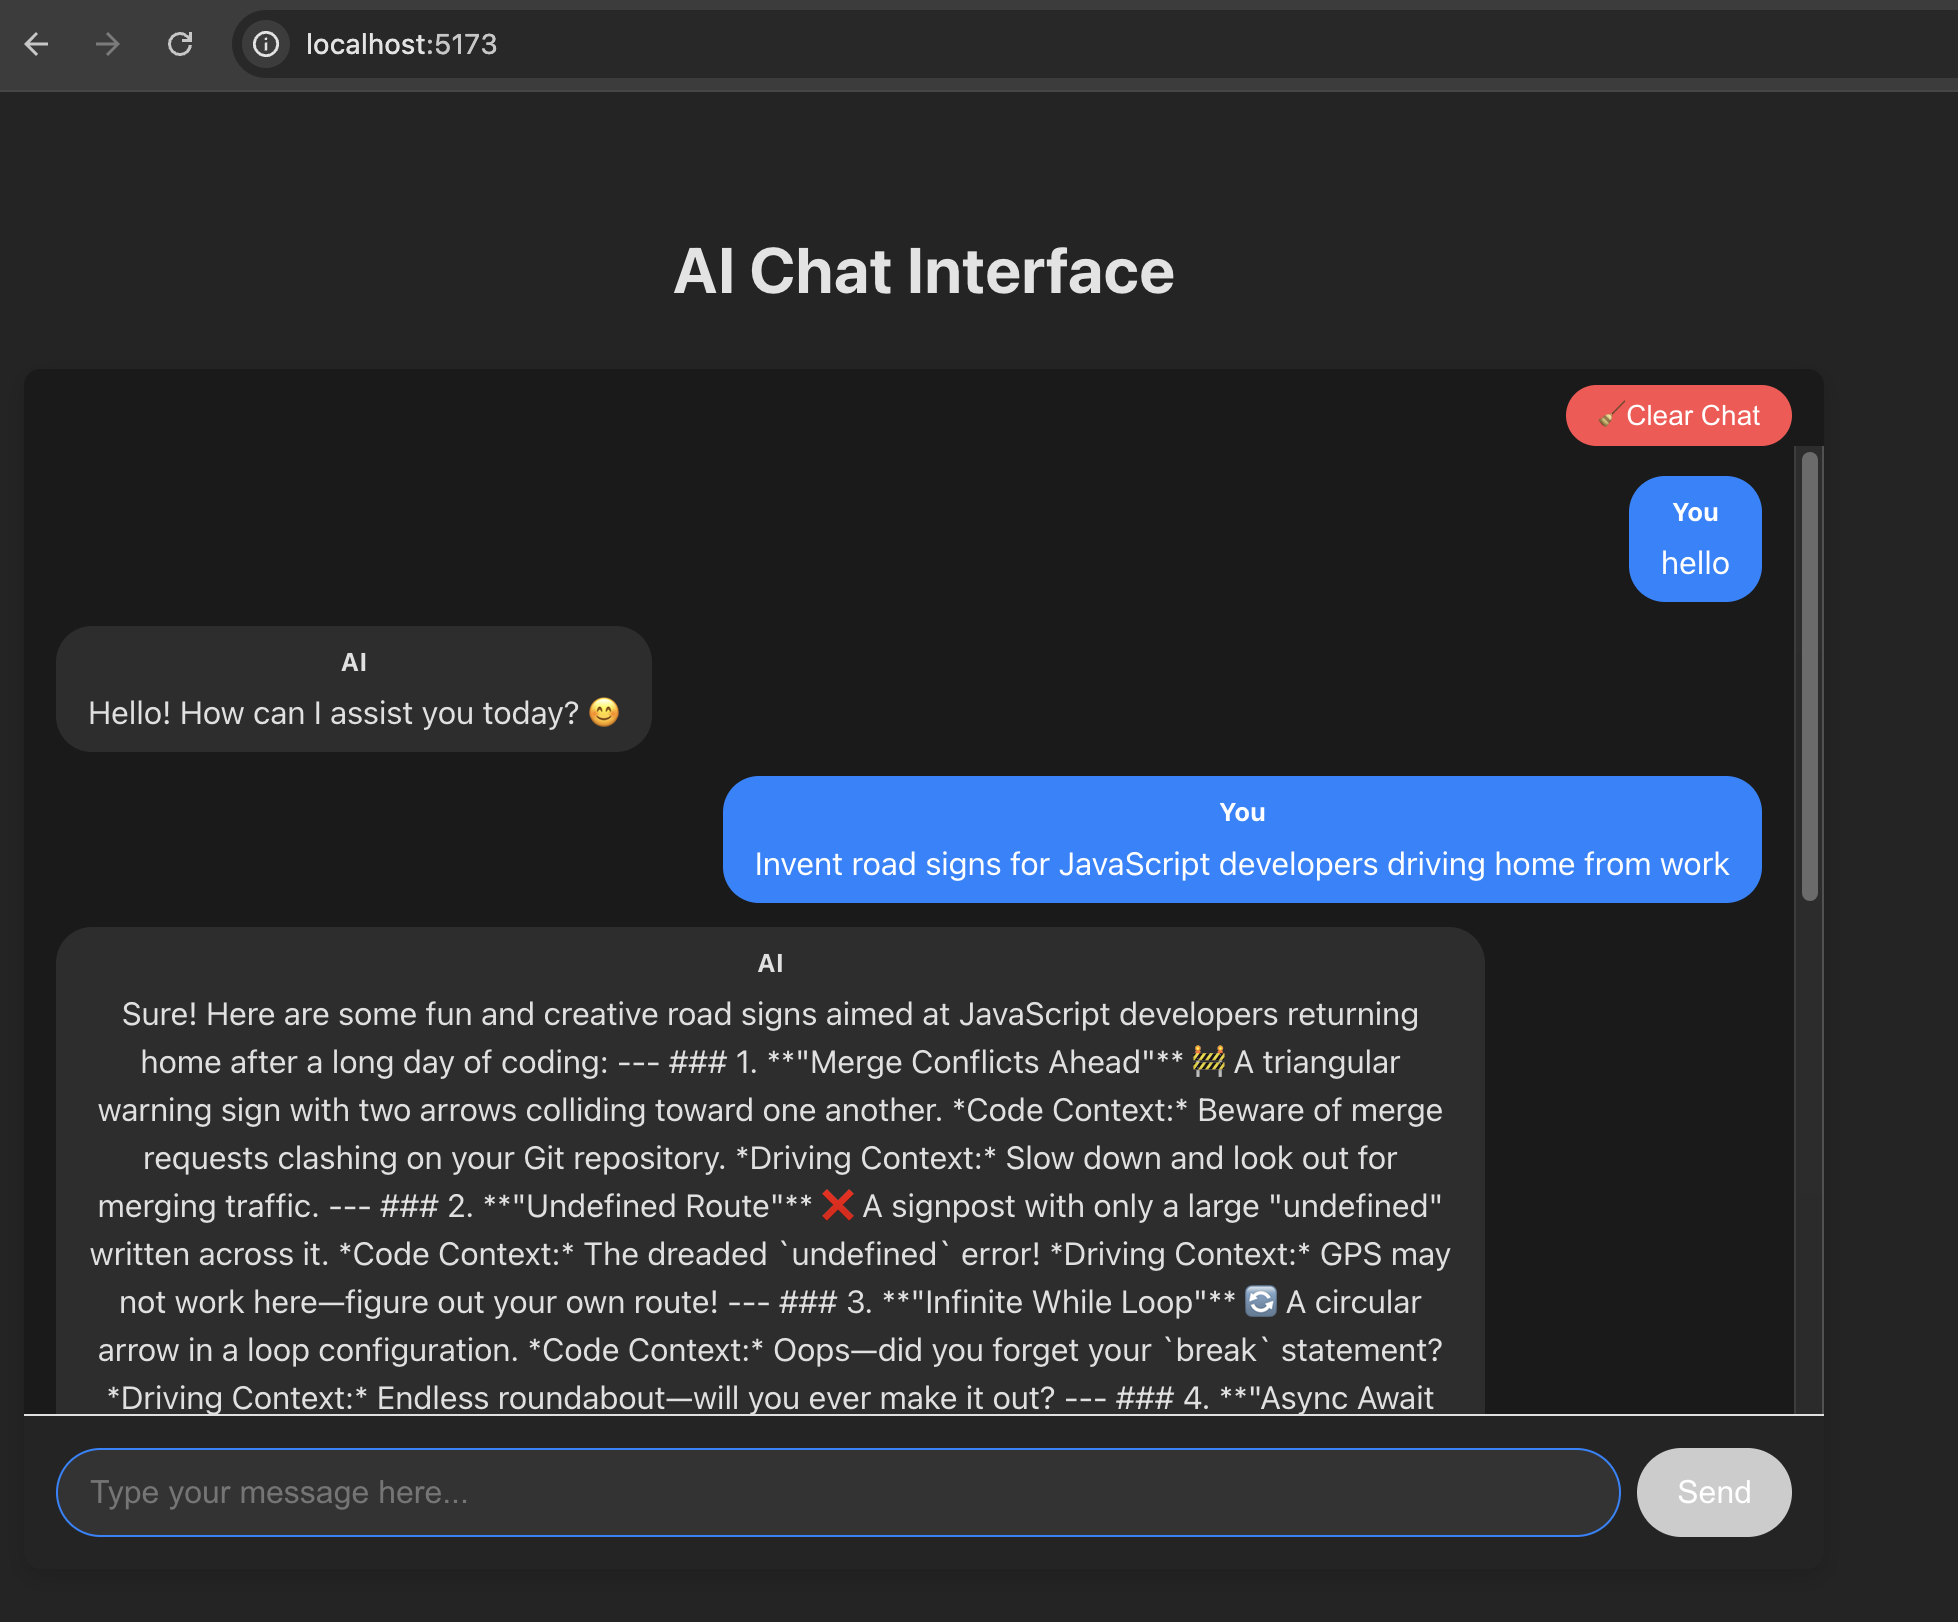 localhost:5173
AI Chat Interface
🧹Clear Chat
You
hello
AI
Hello! How can I assist you today? 😊
You
Invent road signs for JavaScript developers driving home from work
AI
Sure! Here are some fun and creative road signs aimed at JavaScript developers returning
home after a long day of coding: --- ### 1. **"Merge Conflicts Ahead"** 🚧 A triangular
warning sign with two arrows colliding toward one another. *Code Context:* Beware of merge
requests clashing on your Git repository. *Driving Context:* Slow down and look out for
merging traffic. --- ### 2. **"Undefined Route"** ❌ A signpost with only a large "undefined"
written across it. *Code Context:* The dreaded `undefined` error! *Driving Context:* GPS may
not work here—figure out your own route! --- ### 3. **"Infinite While Loop"** 🔄 A circular
arrow in a loop configuration. *Code Context:* Oops—did you forget your `break` statement?
*Driving Context:* Endless roundabout—will you ever make it out? --- ### 4. **"Async Await
Type your message here...
Send